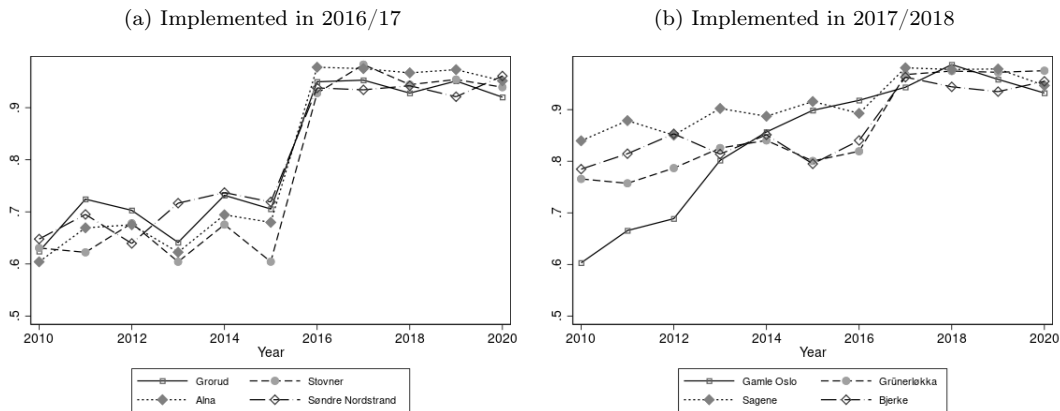 (a) Implemented in 2016/17
.9
.8
.7
.6
.5
2010 2012 2014 2016 2018 2020
Year
Grorud Stovner
Alna Søndre Nordstrand
(b) Implemented in 2017/2018
.9
.8
.7
.6
.5
2010 2012 2014 2016 2018 2020
Year
Gamle Oslo Grünerløkka
Sagene Bjerke